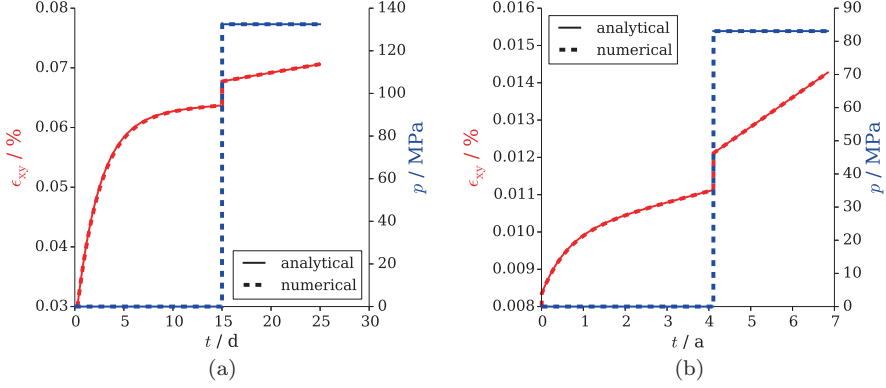 0.08
0.07
0.06
0.05
0.04
0.03
ϵxy / %
140
120
100
80
60
40
20
0
p / MPa
analytical
numerical
0 5 10 15 20 25 30
t / d
(a)
0.016
0.015
0.014
0.013
0.012
0.011
0.010
0.009
0.008
ϵxy / %
analytical
numerical
90
80
70
60
50
40
30
20
10
0
p / MPa
0 1 2 3 4 5 6 7
t / a
(b)